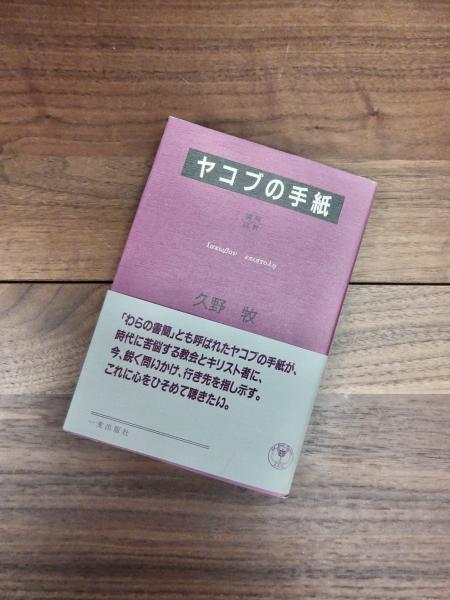 ヤコブの手紙
連続
説教
Ιακωβου επιστολη
久野 牧
「わらの書簡」とも呼ばれたヤコブの手紙が、
時代に苦悩する教会とキリスト者に、
今、鋭く問いかけ、行き先を指し示す。
これに心をひそめて聴きたい。
一麦出版社